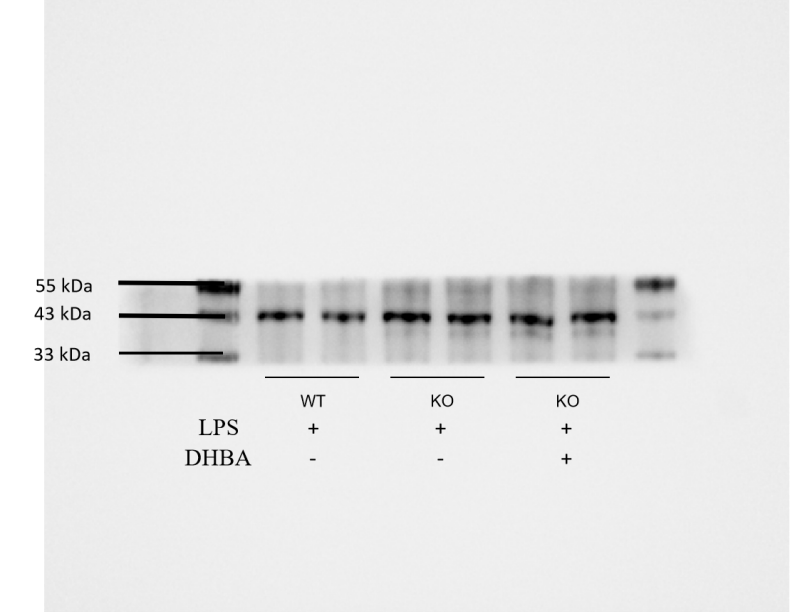 55 kDa
43 kDa
33 kDa
WT KO KO
LPS + + +
DHBA - - +